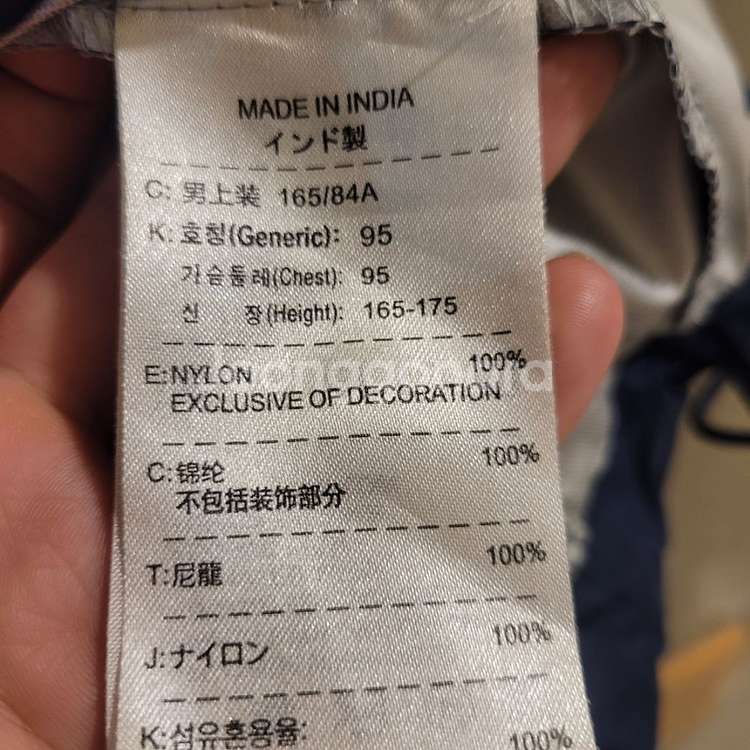 MADE IN INDIA
インド製
C: 男上装 165/84A
K: 호칭(Generic): 95
가슴둘레(Chest): 95
신 장(Height): 165-175
E:NYLON 100%
EXCLUSIVE OF DECORATION
C:锦纶 100%
不包括装饰部分
T:尼龍 100%
J:ナイロン 100%
K:섬유혼용율: 100%